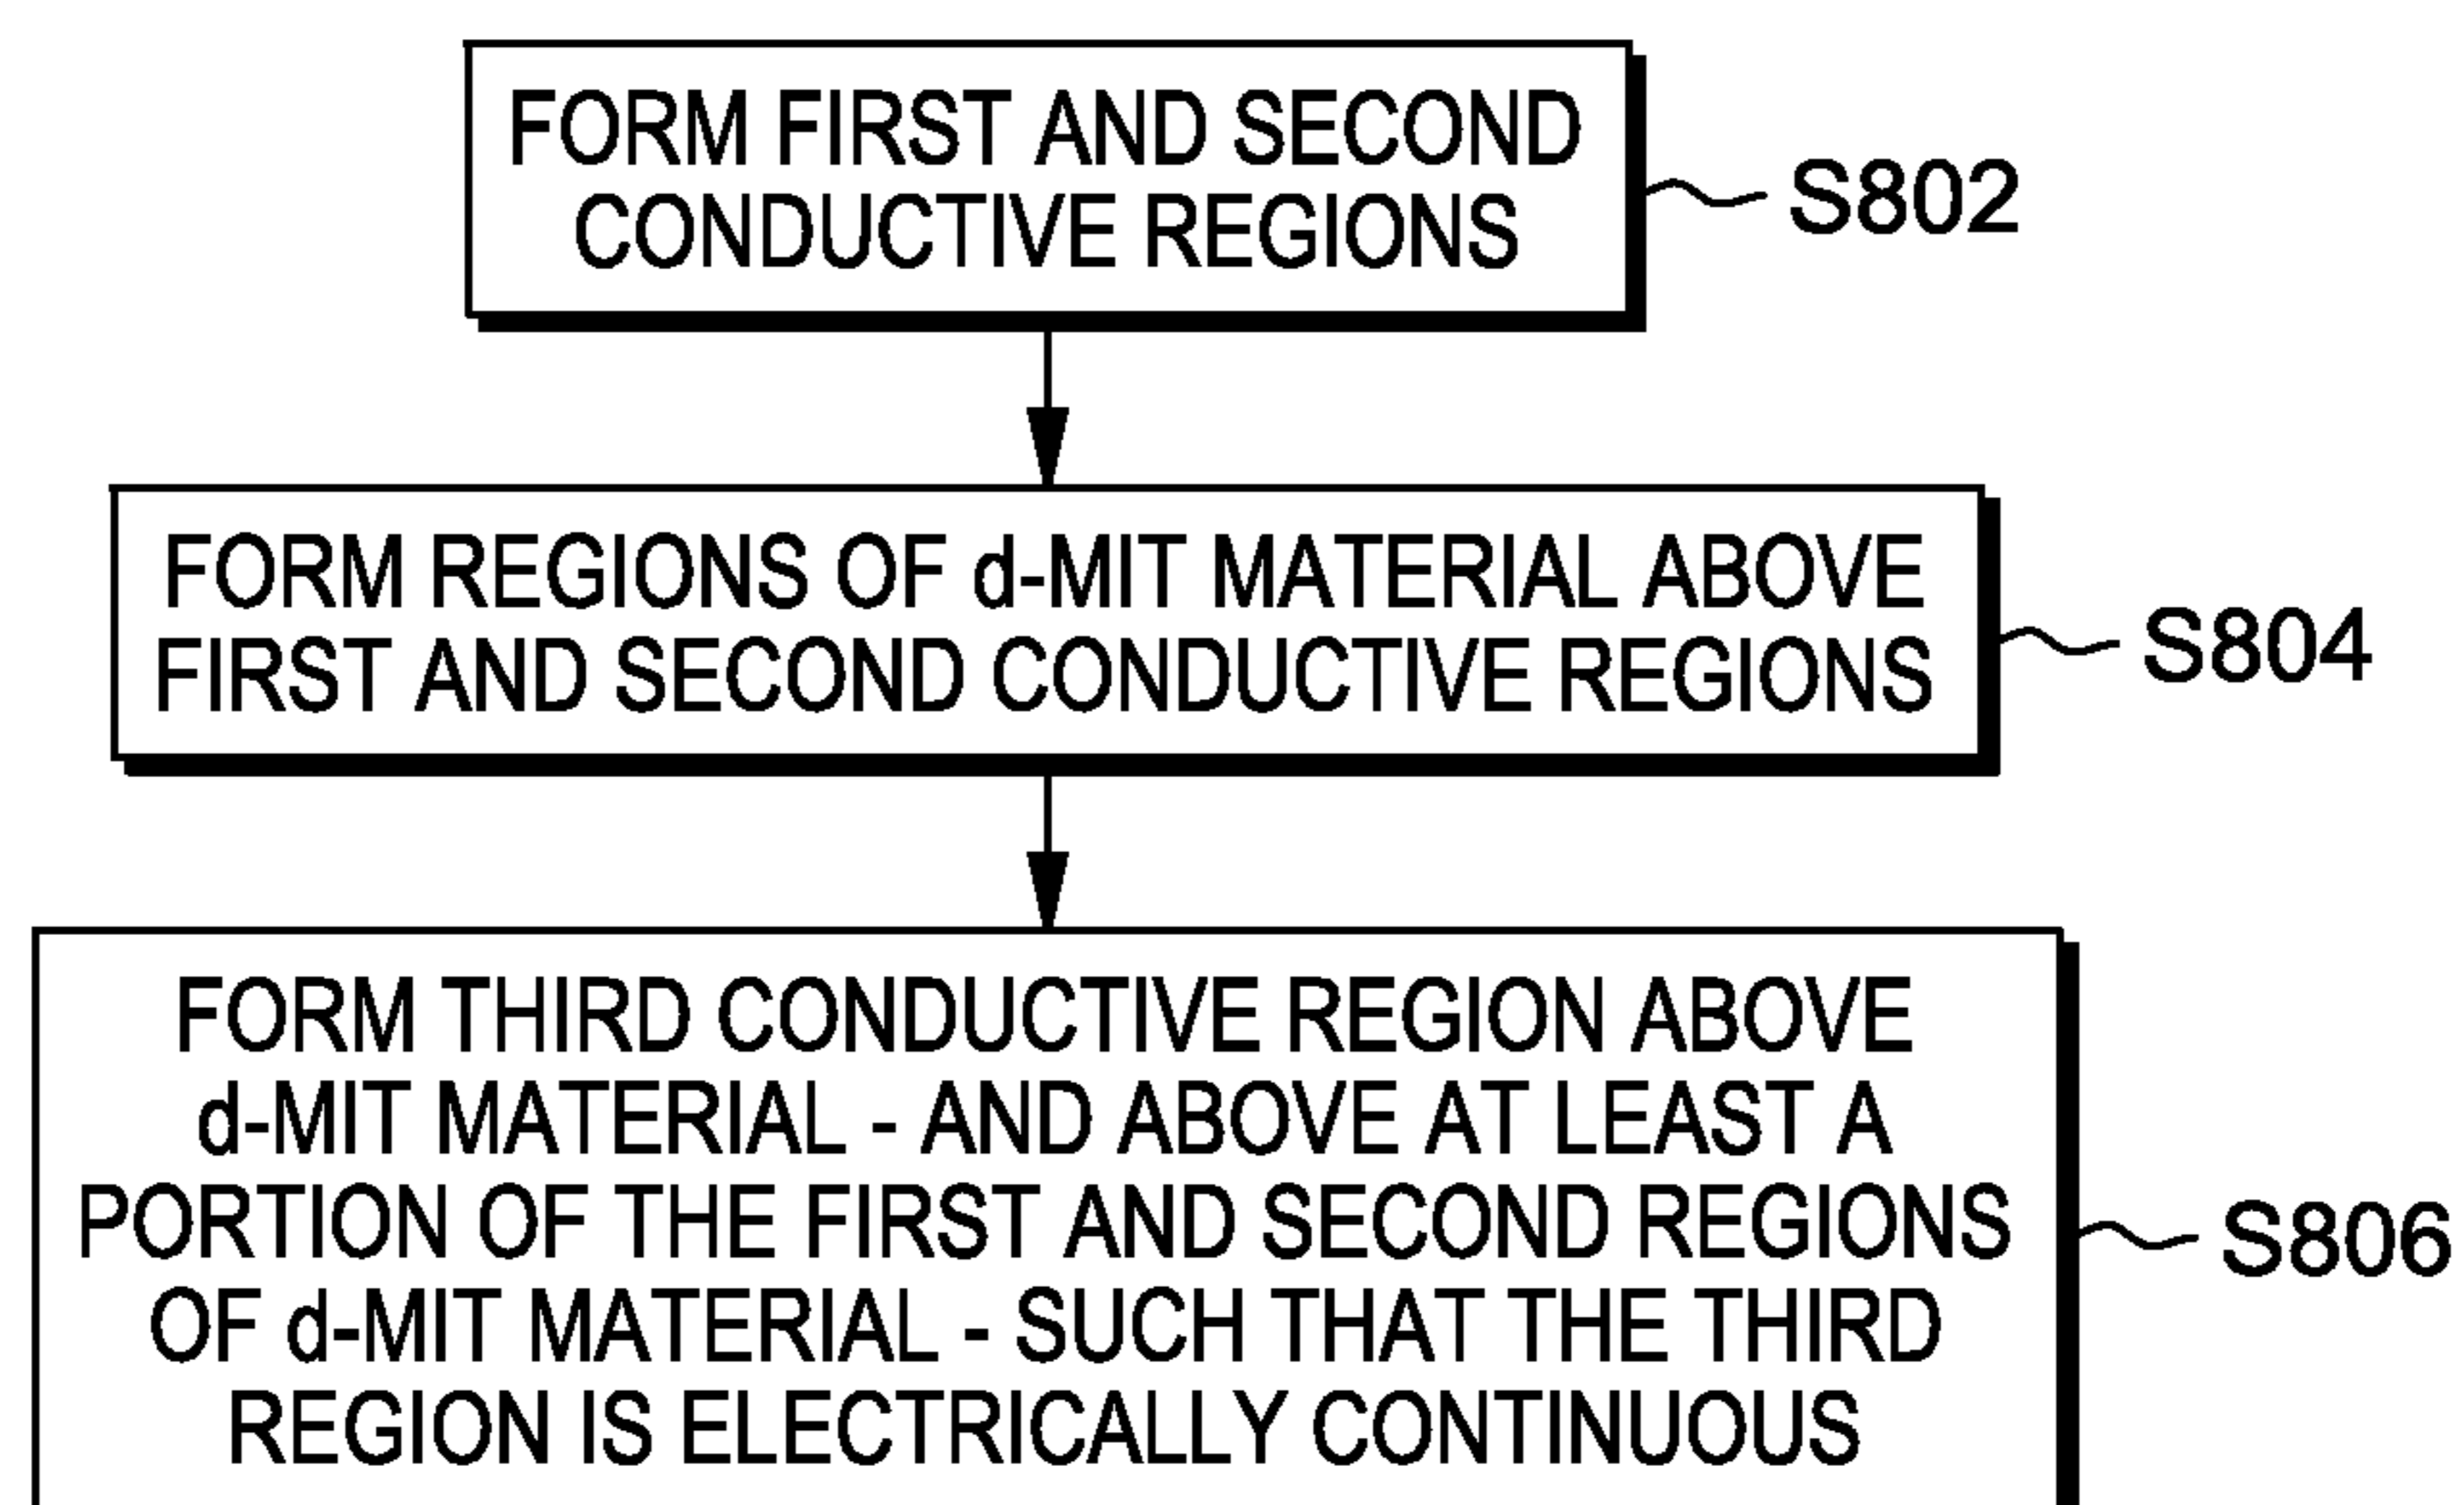 FORM FIRST AND SECOND
CONDUCTIVE REGIONS
S802
FORM REGIONS OF d-MIT MATERIAL ABOVE
FIRST AND SECOND CONDUCTIVE REGIONS
S804
FORM THIRD CONDUCTIVE REGION ABOVE
d-MIT MATERIAL - AND ABOVE AT LEAST A
PORTION OF THE FIRST AND SECOND REGIONS
OF d-MIT MATERIAL - SUCH THAT THE THIRD
REGION IS ELECTRICALLY CONTINUOUS
S806